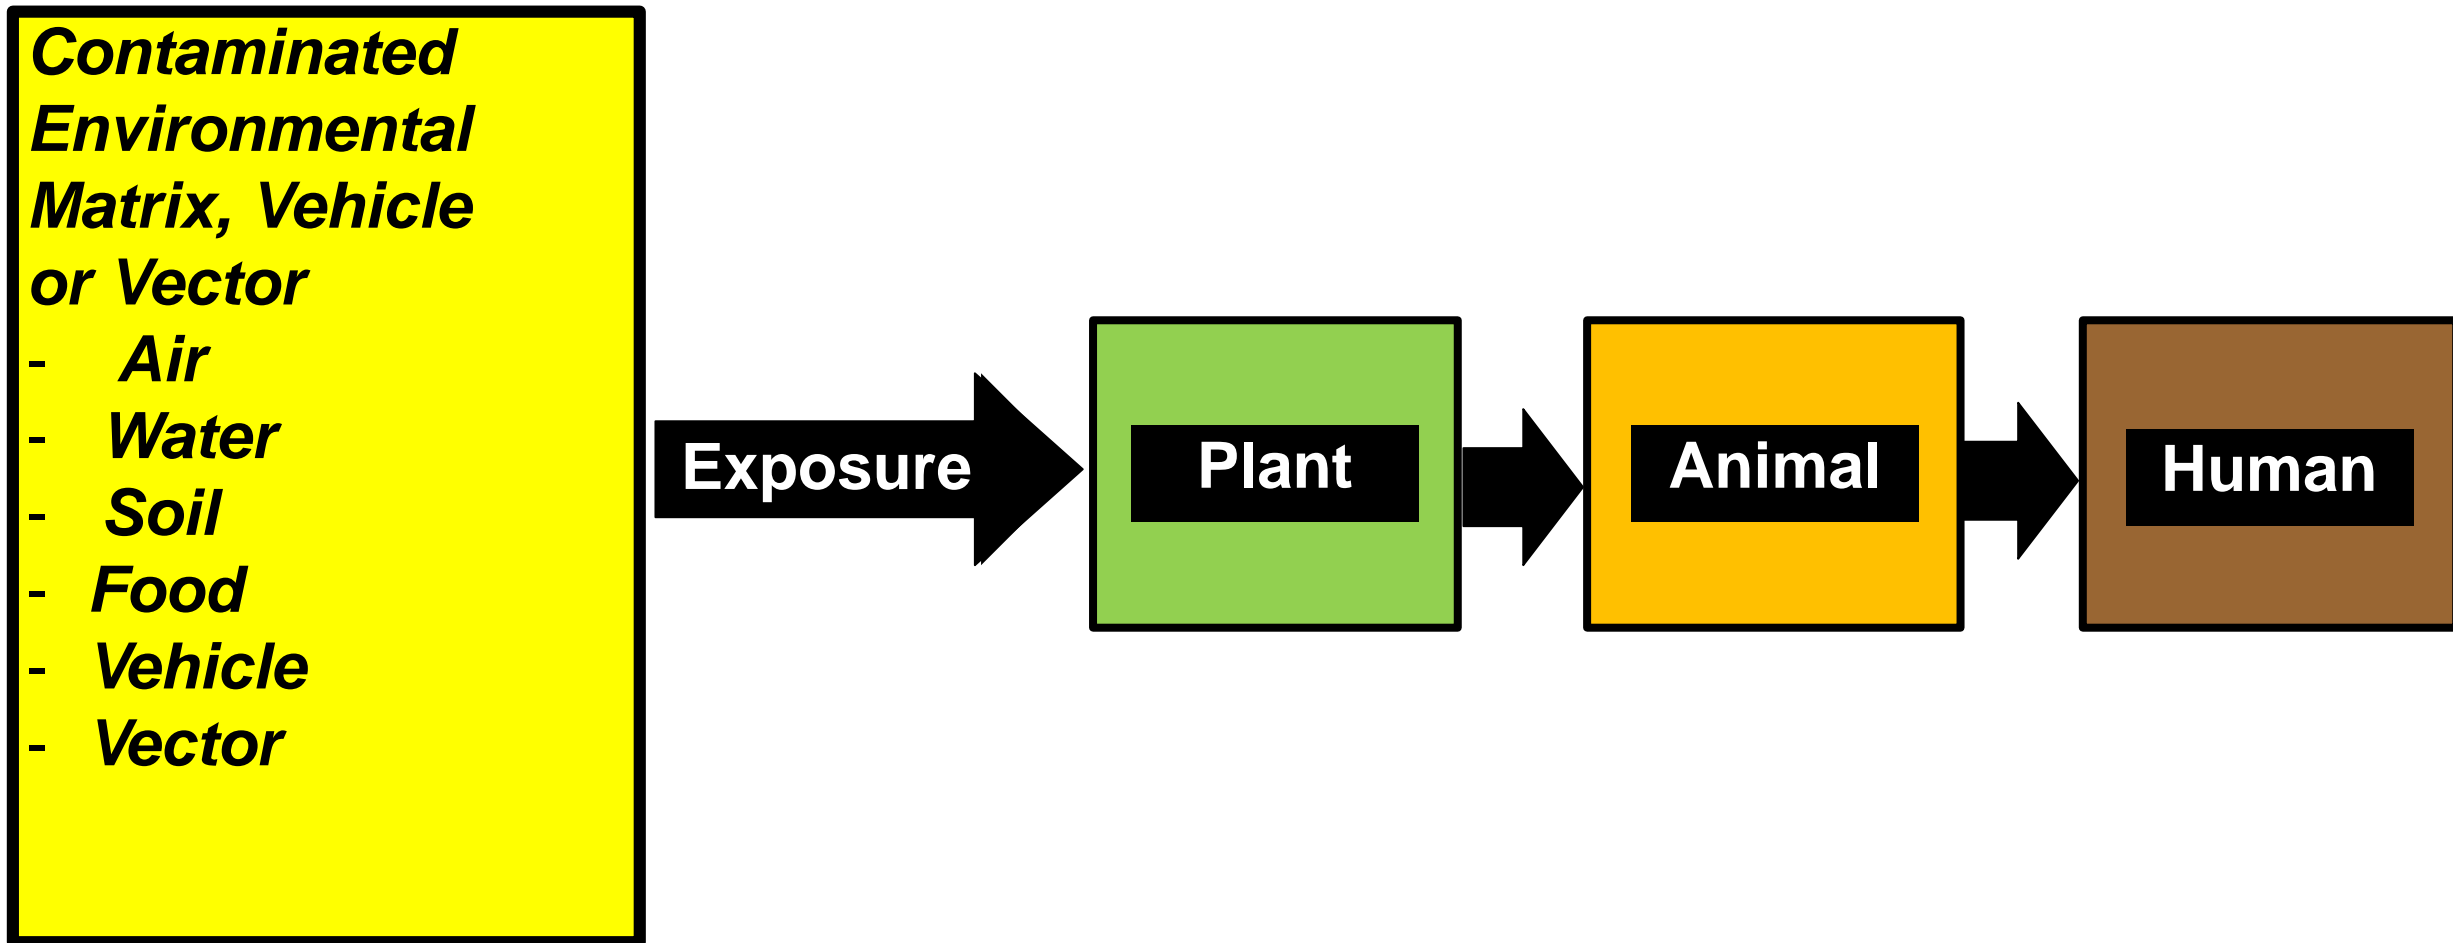 Contaminated
Environmental
Matrix, Vehicle
or Vector
- Air
- Water
- Soil
- Food
- Vehicle
- Vector
Exposure
Plant
Animal
Human